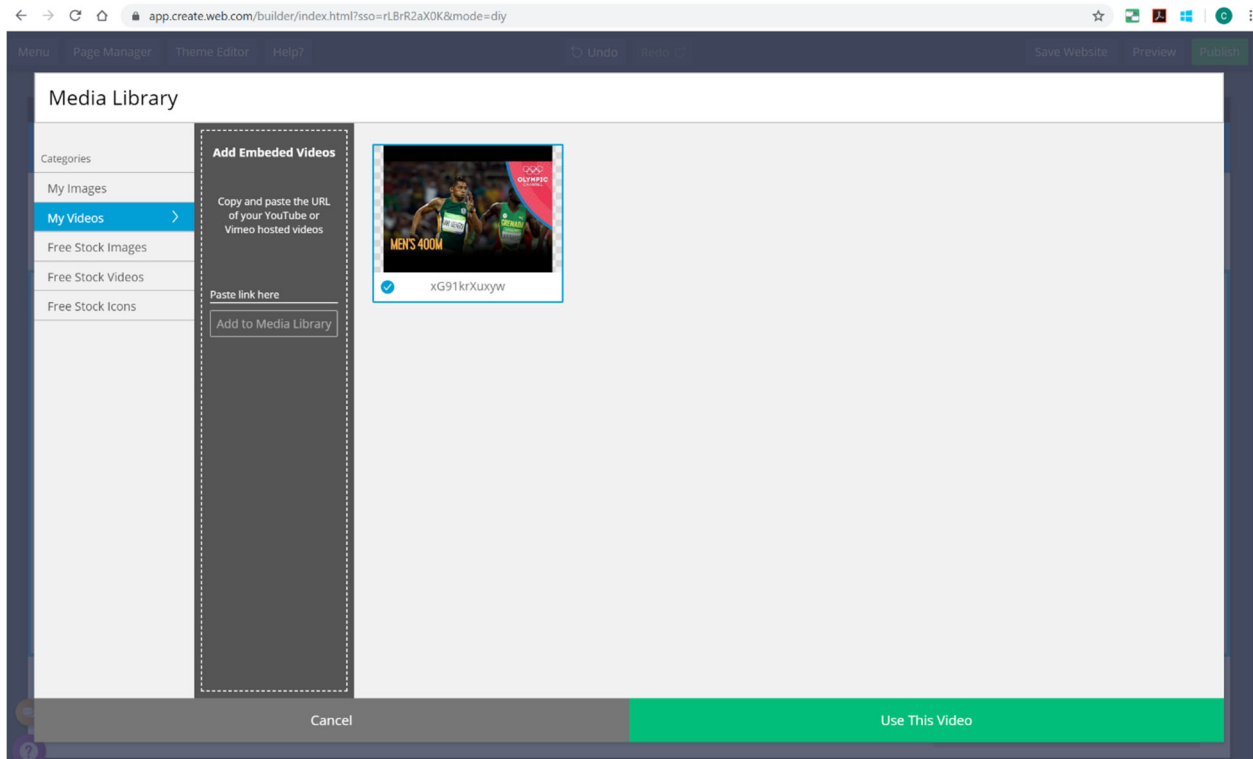 app.create.web.com/builder/index.html?sso=rLBrR2aX0K&mode=diy
C
Menu Page Manager Theme Editor Help? Undo Redo Save Website Preview Publish
Media Library
Categories
My Images
My Videos
Free Stock Images
Free Stock Videos
Free Stock Icons
Add Embeded Videos
Copy and paste the URL
of your YouTube or
Vimeo hosted videos
Paste link here
Add to Media Library
OLYMPIC
CHANNEL
GRENADA
MEN'S 400M
xG91krXuxyw
Cancel
Use This Video
?